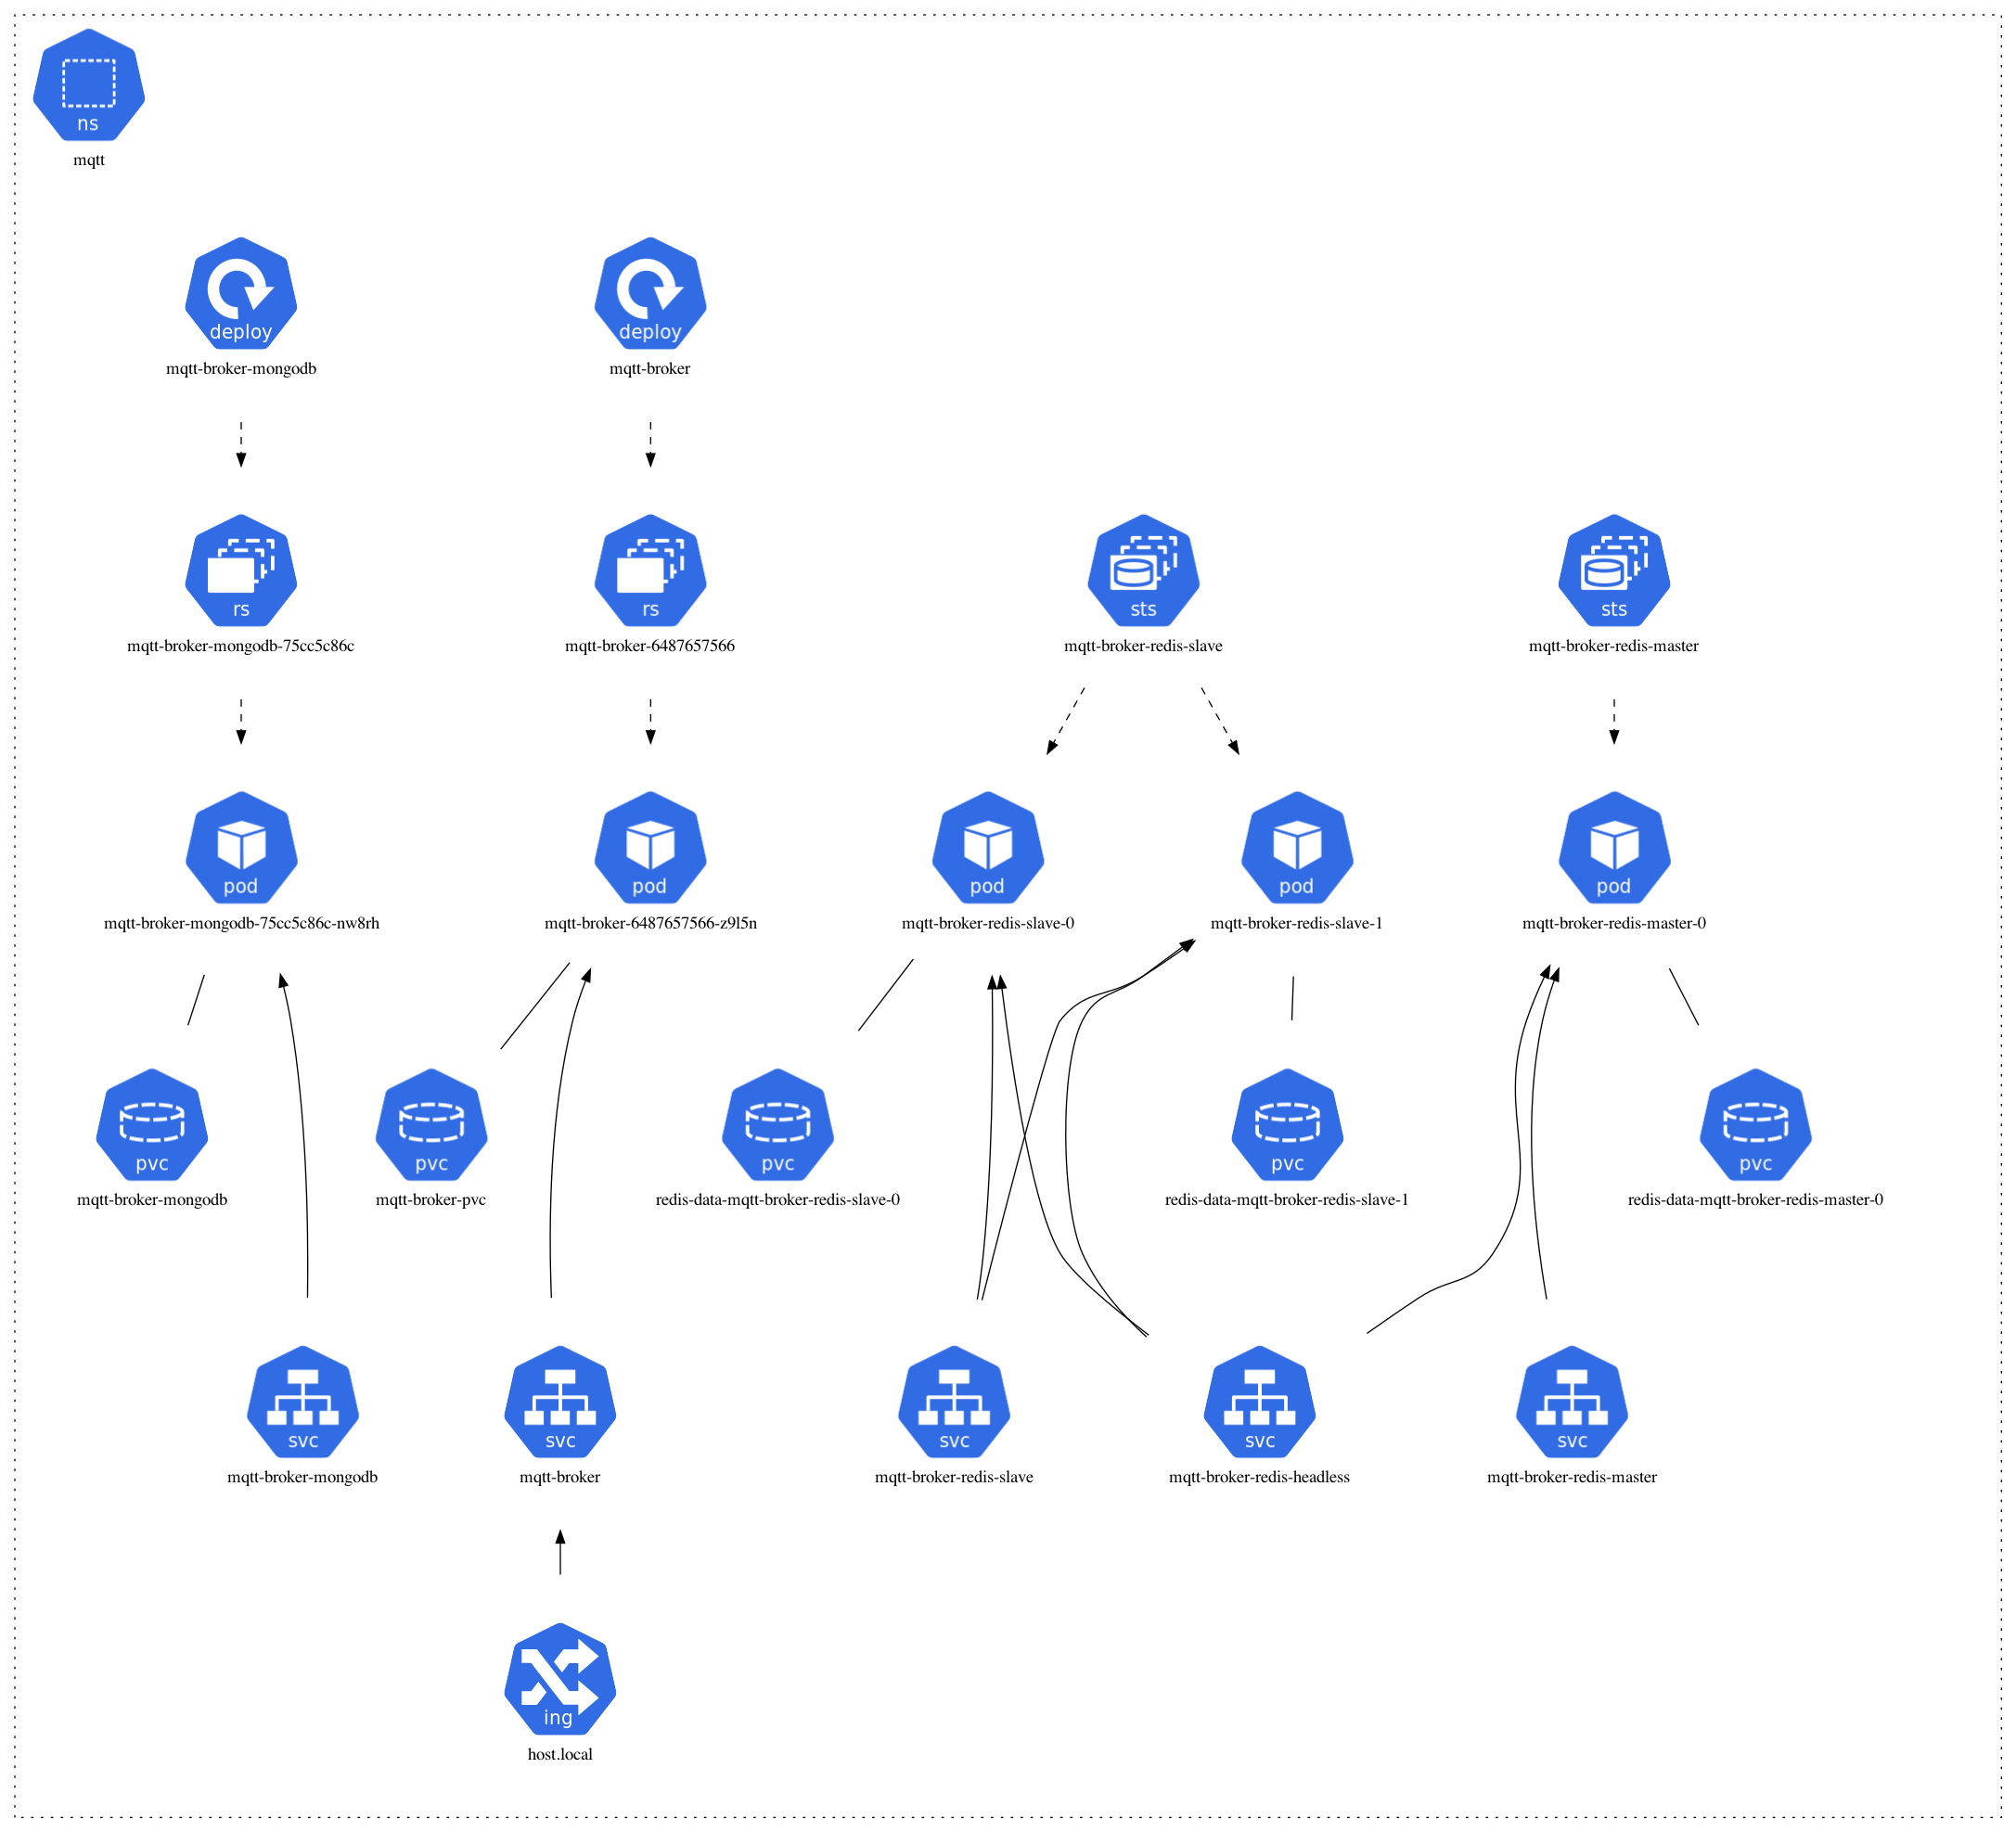 ns
mqtt
deploy
mqtt-broker-mongodb
deploy
mqtt-broker
rs
mqtt-broker-mongodb-75cc5c86c
rs
mqtt-broker-6487657566
sts
mqtt-broker-redis-slave
sts
mqtt-broker-redis-master
pod
mqtt-broker-mongodb-75cc5c86c-nw8rh
pod
mqtt-broker-6487657566-z9l5n
pod
mqtt-broker-redis-slave-0
pod
mqtt-broker-redis-slave-1
pod
mqtt-broker-redis-master-0
pvc
mqtt-broker-mongodb
pvc
mqtt-broker-pvc
pvc
redis-data-mqtt-broker-redis-slave-0
pvc
redis-data-mqtt-broker-redis-slave-1
pvc
redis-data-mqtt-broker-redis-master-0
svc
mqtt-broker-mongodb
svc
mqtt-broker
svc
mqtt-broker-redis-slave
svc
mqtt-broker-redis-headless
svc
mqtt-broker-redis-master
ing
host.local